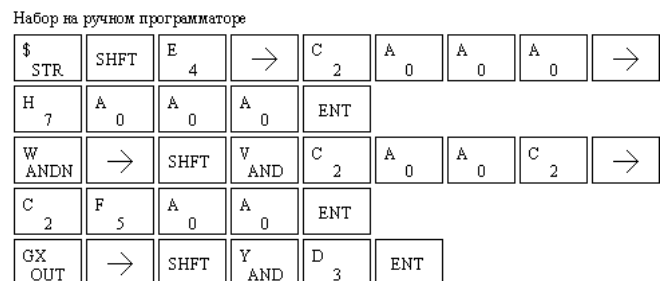 Набор на ручном программаторе
$ STR SHFT E 4 → C 2 A 0 A 0 A 0 →
H 7 A 0 A 0 A 0 ENT
W ANDN → SHFT V AND C 2 A 0 A 0 C 2 →
C 2 F 5 A 0 A 0 ENT
GX OUT → SHFT Y AND D 3 ENT